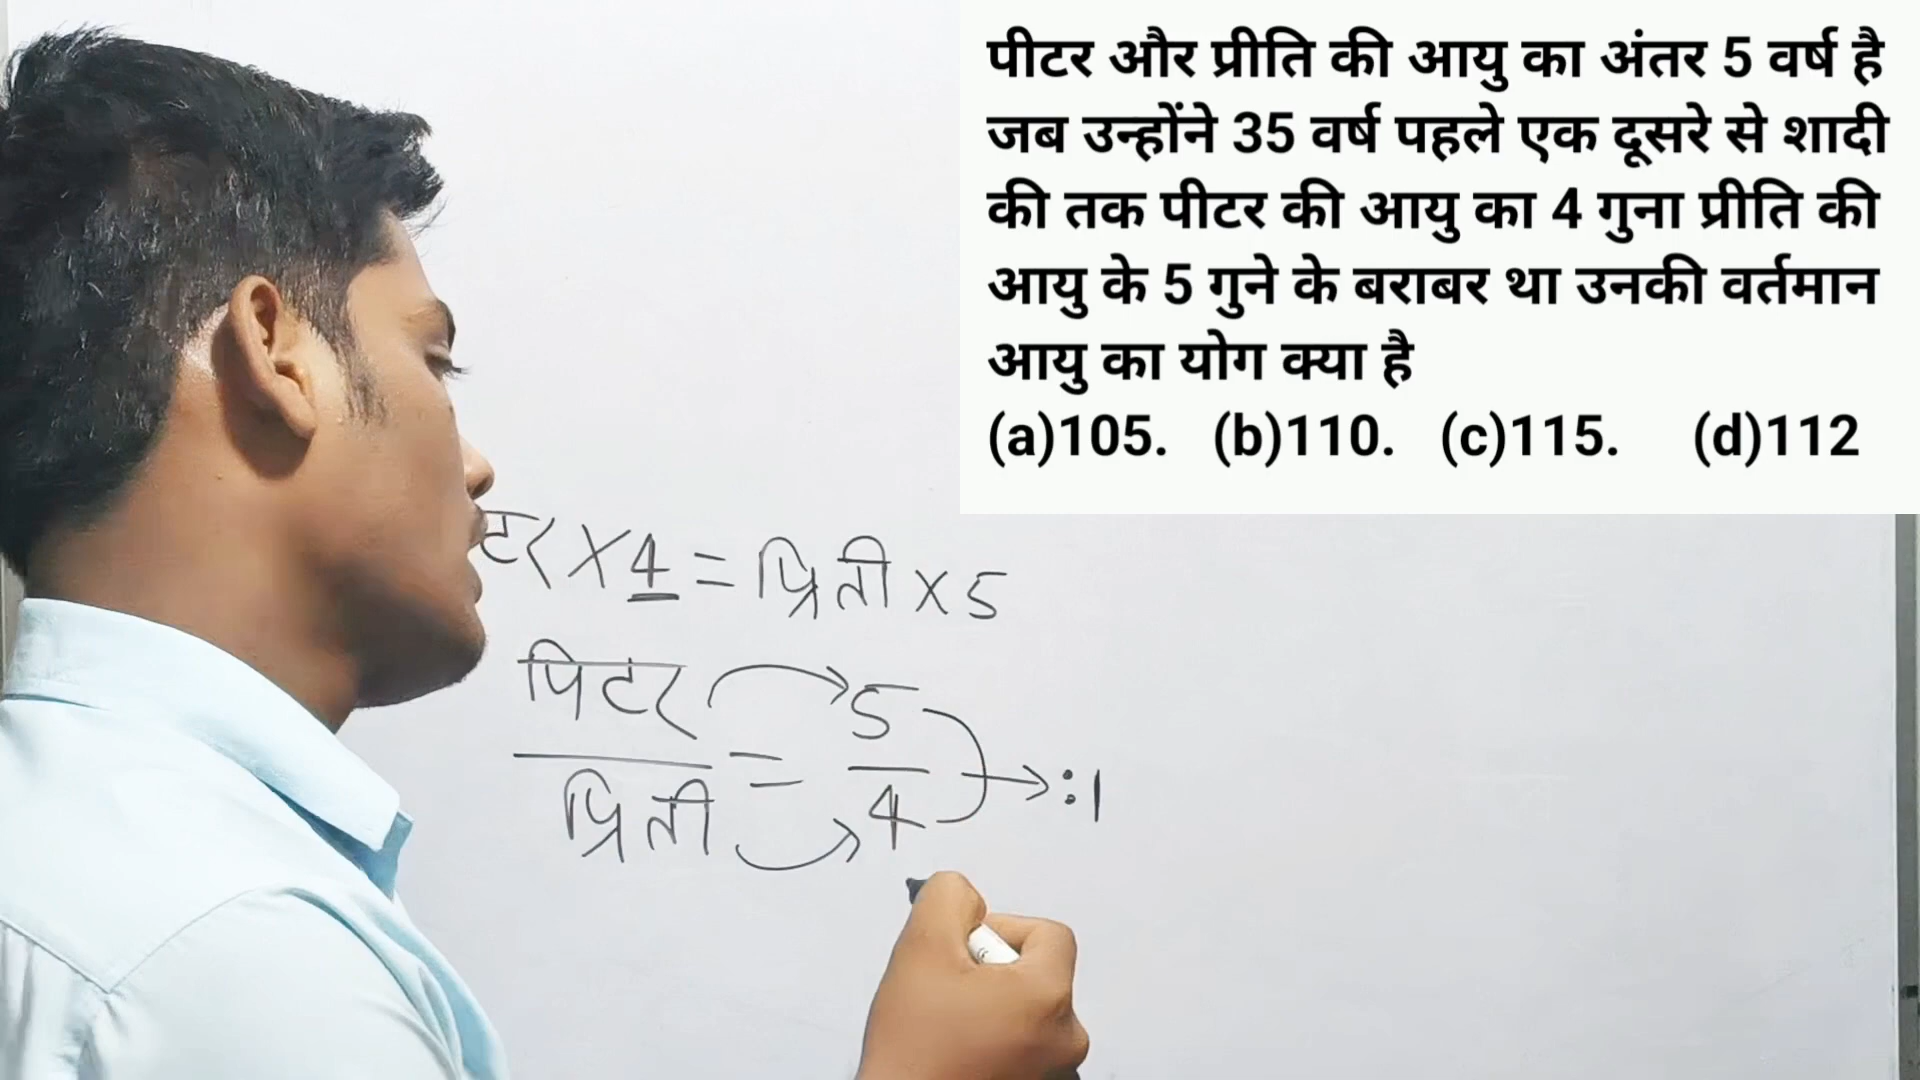 पीटर और प्रीति की आयु का अंतर 5 वर्ष है
जब उन्होंने 35 वर्ष पहले एक दूसरे से शादी
की तक पीटर की आयु का 4 गुना प्रीति की
आयु के 5 गुने के बराबर था उनकी वर्तमान
आयु का योग क्या है
(a)105. (b)110. (c)115. (d)112
टर × 4 = प्रिती × 5
पिटर 5
= → :1
प्रिती 4